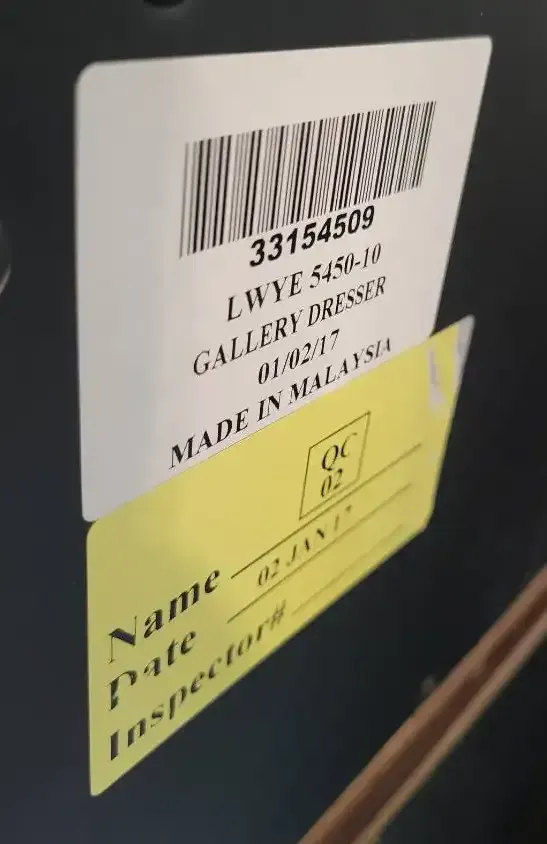 33154509
LWYE 5450-10
GALLERY DRESSER
01/02/17
MADE IN MALAYSIA
QC
02
Name
Date 02 JAN 17
Inspector#